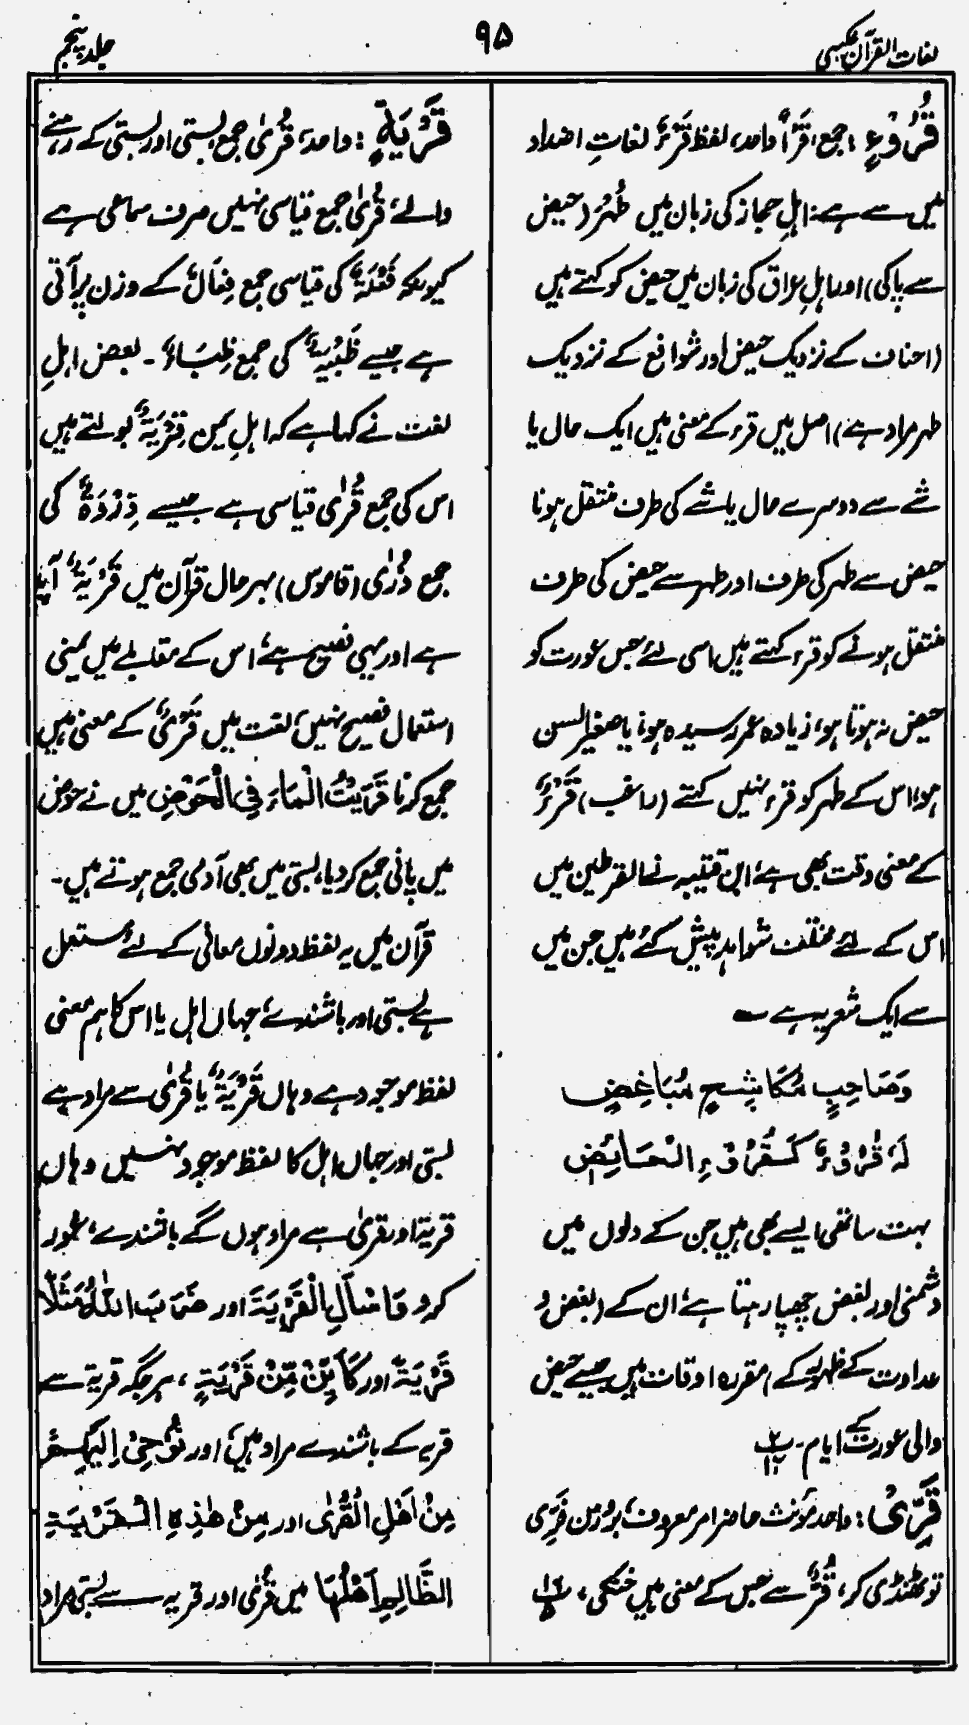 لغات القرآن عکسی
۹۵
جلد پنجم
قُرُوْءٍ : جمع، قَرْأٌ واحد، لفظ قَرْءٌ لغاتِ اضداد
میں سے ہے: اہلِ حجاز کی زبان میں طُہْر (حیض
سے پاکی) اور اہلِ عراق کی زبان میں حیض کو کہتے ہیں
(احناف کے نزدیک حیض اور شوافع کے نزدیک
طہر مراد ہے) اصل میں قرء کے معنی ہیں ایک حال یا
شے سے دوسرے حال یا شے کی طرف منتقل ہونا
حیض سے طہر کی طرف اور طہر سے حیض کی طرف
منتقل ہونے کو قرء کہتے ہیں اسی لئے جس عورت کو
حیض نہ ہوتا ہو، زیادہ عمر رسیدہ ہو، یا صغیر السن
ہو، اس کے طہر کو قرء نہیں کہتے (راغب) قَرْءٌ
کے معنی وقت بھی ہے، ابن قتیبہ نے القرطین میں
اس کے لئے مختلف شواہد پیش کئے ہیں جن میں
سے ایک شعر یہ ہے ؎
وَصَاحِبٍ مُكَاشِحٍ مُبَاغِضٍ
لَهٗ قُرُوْءٌ كَقُرُوْءِ الْحَائِضِ
بہت ساتھی ایسے بھی ہیں جن کے دلوں میں
دشمنی اور بغض چھپا رہتا ہے، ان کے (بغض و
عداوت کے ظہور کے) مقررہ اوقات ہیں جیسے حیض
والی عورت کے ایام۔ پ ۲ ۱۲
قَرِّیْ : واحد مؤنث حاضر امر معروف، بروزن فَرِّی
تو ٹھنڈی کر، قُرٌّ سے جس کے معنی ہیں خنکی، پ ۱۶ ۵
قَرْیَةٍ : واحد، قُریٰ جمع، بستی اور بستی کے رہنے
والے، قُریٰ جمع قیاسی نہیں صرف سماعی ہے
کیونکہ فَعْلَةٌ کی قیاسی جمع فِعَالٌ کے وزن پر آتی
ہے جیسے ظَبْیَةٌ کی جمع ظِبَاءٌ۔ بعض اہلِ
لغت نے کہا ہے کہ اہلِ یمن قِرْیَةٌ بولتے ہیں
اس کی جمع قُریٰ قیاسی ہے جیسے ذِرْوَةٌ کی
جمع ذُریٰ (قاموس) بہر حال قرآن میں قَرْیَةٌ آیا
ہے اور یہی فصیح ہے، اس کے مقابلے میں یمنی
استعمال فصیح نہیں، لغت میں قَرْیٌ کے معنی ہیں
جمع کرنا قَرَيْتُ الْمَاءَ فِي الْحَوْضِ میں نے حوض
میں پانی جمع کر دیا، بستی میں بھی آدمی جمع ہوتے ہیں۔
قرآن میں یہ لفظ دونوں معانی کے لئے مستعمل
ہے بستی اور باشندے، جہاں اہل یا اس کا ہم معنی
لفظ موجود ہے وہاں قَرْیَةٌ یا قُریٰ سے مراد ہے
بستی اور جہاں اہل کا لفظ موجود نہیں وہاں
قریۃ اور قریٰ سے مراد ہوں گے باشندے، غور
کرو فَاسْأَلِ الْقَرْيَةَ اور ضَرَبَ اللّٰهُ مَثَلًا
قَرْيَةً اور كَأَيِّنْ مِّنْ قَرْيَةٍ ، ہر جگہ قریۃ سے
قریہ کے باشندے مراد ہیں، اور نُوْحِیْ اِلَیْهِمْ
مِنْ اَهْلِ الْقُرٰى اور مِنْ هٰذِهِ الْقَرْيَةِ
الظَّالِمِ اَهْلُهَا میں قُریٰ اور قریہ سے بستی مراد